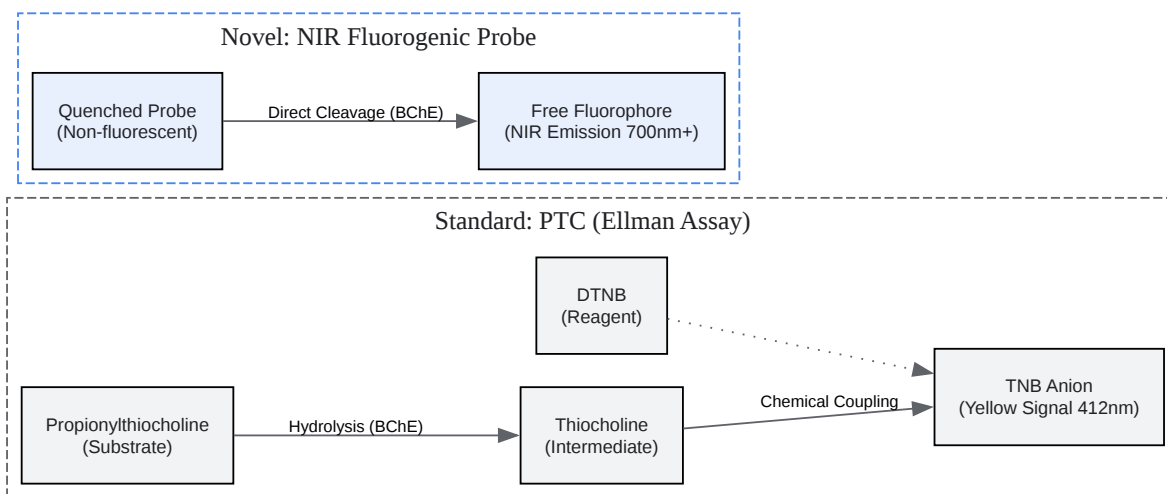 Novel: NIR Fluorogenic Probe
Quenched Probe
(Non-fluorescent)
Direct Cleavage (BChE)
Free Fluorophore
(NIR Emission 700nm+)
Standard: PTC (Ellman Assay)
DTNB
(Reagent)
Propionylthiocholine
(Substrate)
Hydrolysis (BChE)
Thiocholine
(Intermediate)
Chemical Coupling
TNB Anion
(Yellow Signal 412nm)